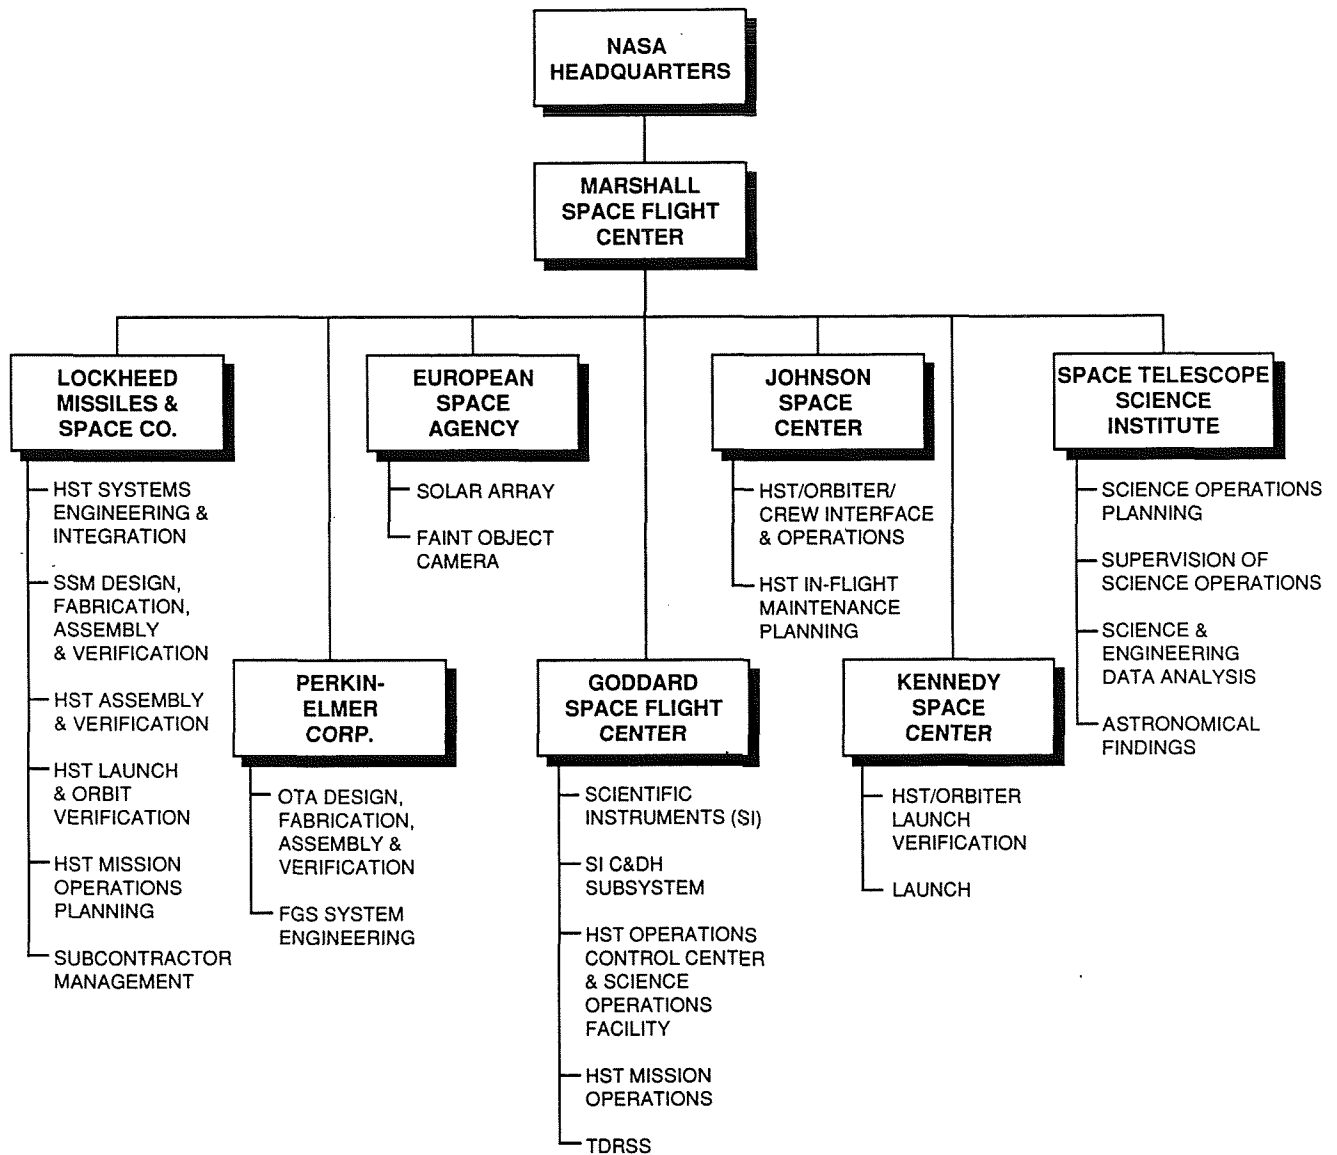 NASA
HEADQUARTERS
MARSHALL
SPACE FLIGHT
CENTER
LOCKHEED
MISSILES &
SPACE CO.
HST SYSTEMS
ENGINEERING &
INTEGRATION
SSM DESIGN,
FABRICATION,
ASSEMBLY
& VERIFICATION
HST ASSEMBLY
& VERIFICATION
HST LAUNCH
& ORBIT
VERIFICATION
HST MISSION
OPERATIONS
PLANNING
SUBCONTRACTOR
MANAGEMENT
PERKIN-
ELMER
CORP.
OTA DESIGN,
FABRICATION,
ASSEMBLY &
VERIFICATION
FGS SYSTEM
ENGINEERING
EUROPEAN
SPACE
AGENCY
SOLAR ARRAY
FAINT OBJECT
CAMERA
GODDARD
SPACE FLIGHT
CENTER
SCIENTIFIC
INSTRUMENTS (SI)
SI C&DH
SUBSYSTEM
HST OPERATIONS
CONTROL CENTER
& SCIENCE
OPERATIONS
FACILITY
HST MISSION
OPERATIONS
TDRSS
JOHNSON
SPACE
CENTER
HST/ORBITER/
CREW INTERFACE
& OPERATIONS
HST IN-FLIGHT
MAINTENANCE
PLANNING
KENNEDY
SPACE
CENTER
HST/ORBITER
LAUNCH
VERIFICATION
LAUNCH
SPACE TELESCOPE
SCIENCE
INSTITUTE
SCIENCE OPERATIONS
PLANNING
SUPERVISION OF
SCIENCE OPERATIONS
SCIENCE &
ENGINEERING
DATA ANALYSIS
ASTRONOMICAL
FINDINGS